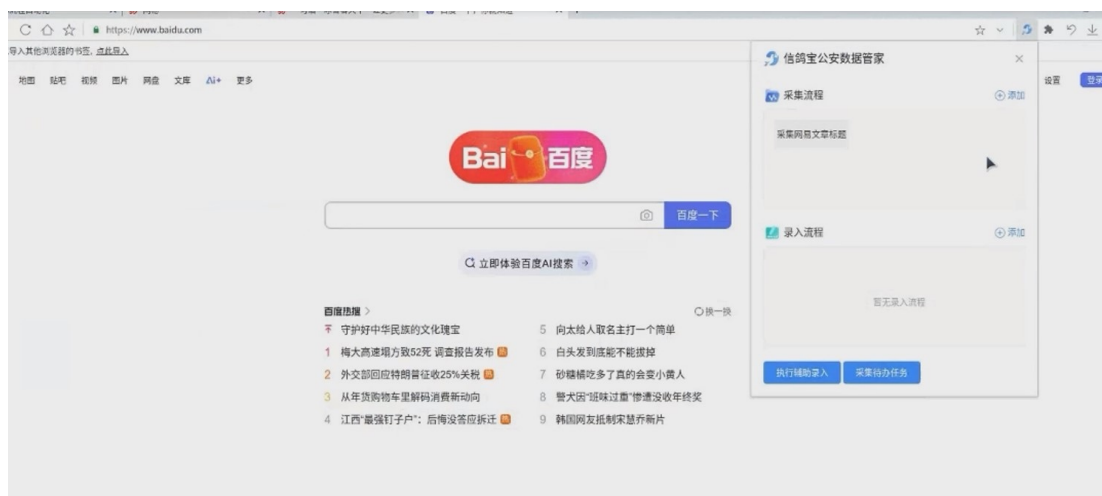 https://www.baidu.com
导入其他浏览器的书签，点此导入
地图 贴吧 视频 图片 网盘 文库 Ai+ 更多
设置 登录
Bai 百度
百度一下
立即体验百度AI搜索
百度热搜
换一换
守护好中华民族的文化瑰宝
1 梅大高速塌方致52死 调查报告发布 热
2 外交部回应特朗普征收25%关税 热
3 从年货购物车里解码消费新动向
4 江西"最强钉子户"：后悔没答应拆迁 热
5 向太给人取名主打一个简单
6 白头发到底能不能拔掉
7 砂糖橘吃多了真的会变小黄人
8 警犬因"班味过重"惨遭没收年终奖
9 韩国网友抵制宋慧乔新片
信鸽宝公安数据管家
采集流程
添加
采集网易文章标题
录入流程
添加
暂无录入流程
执行辅助录入 采集待办任务